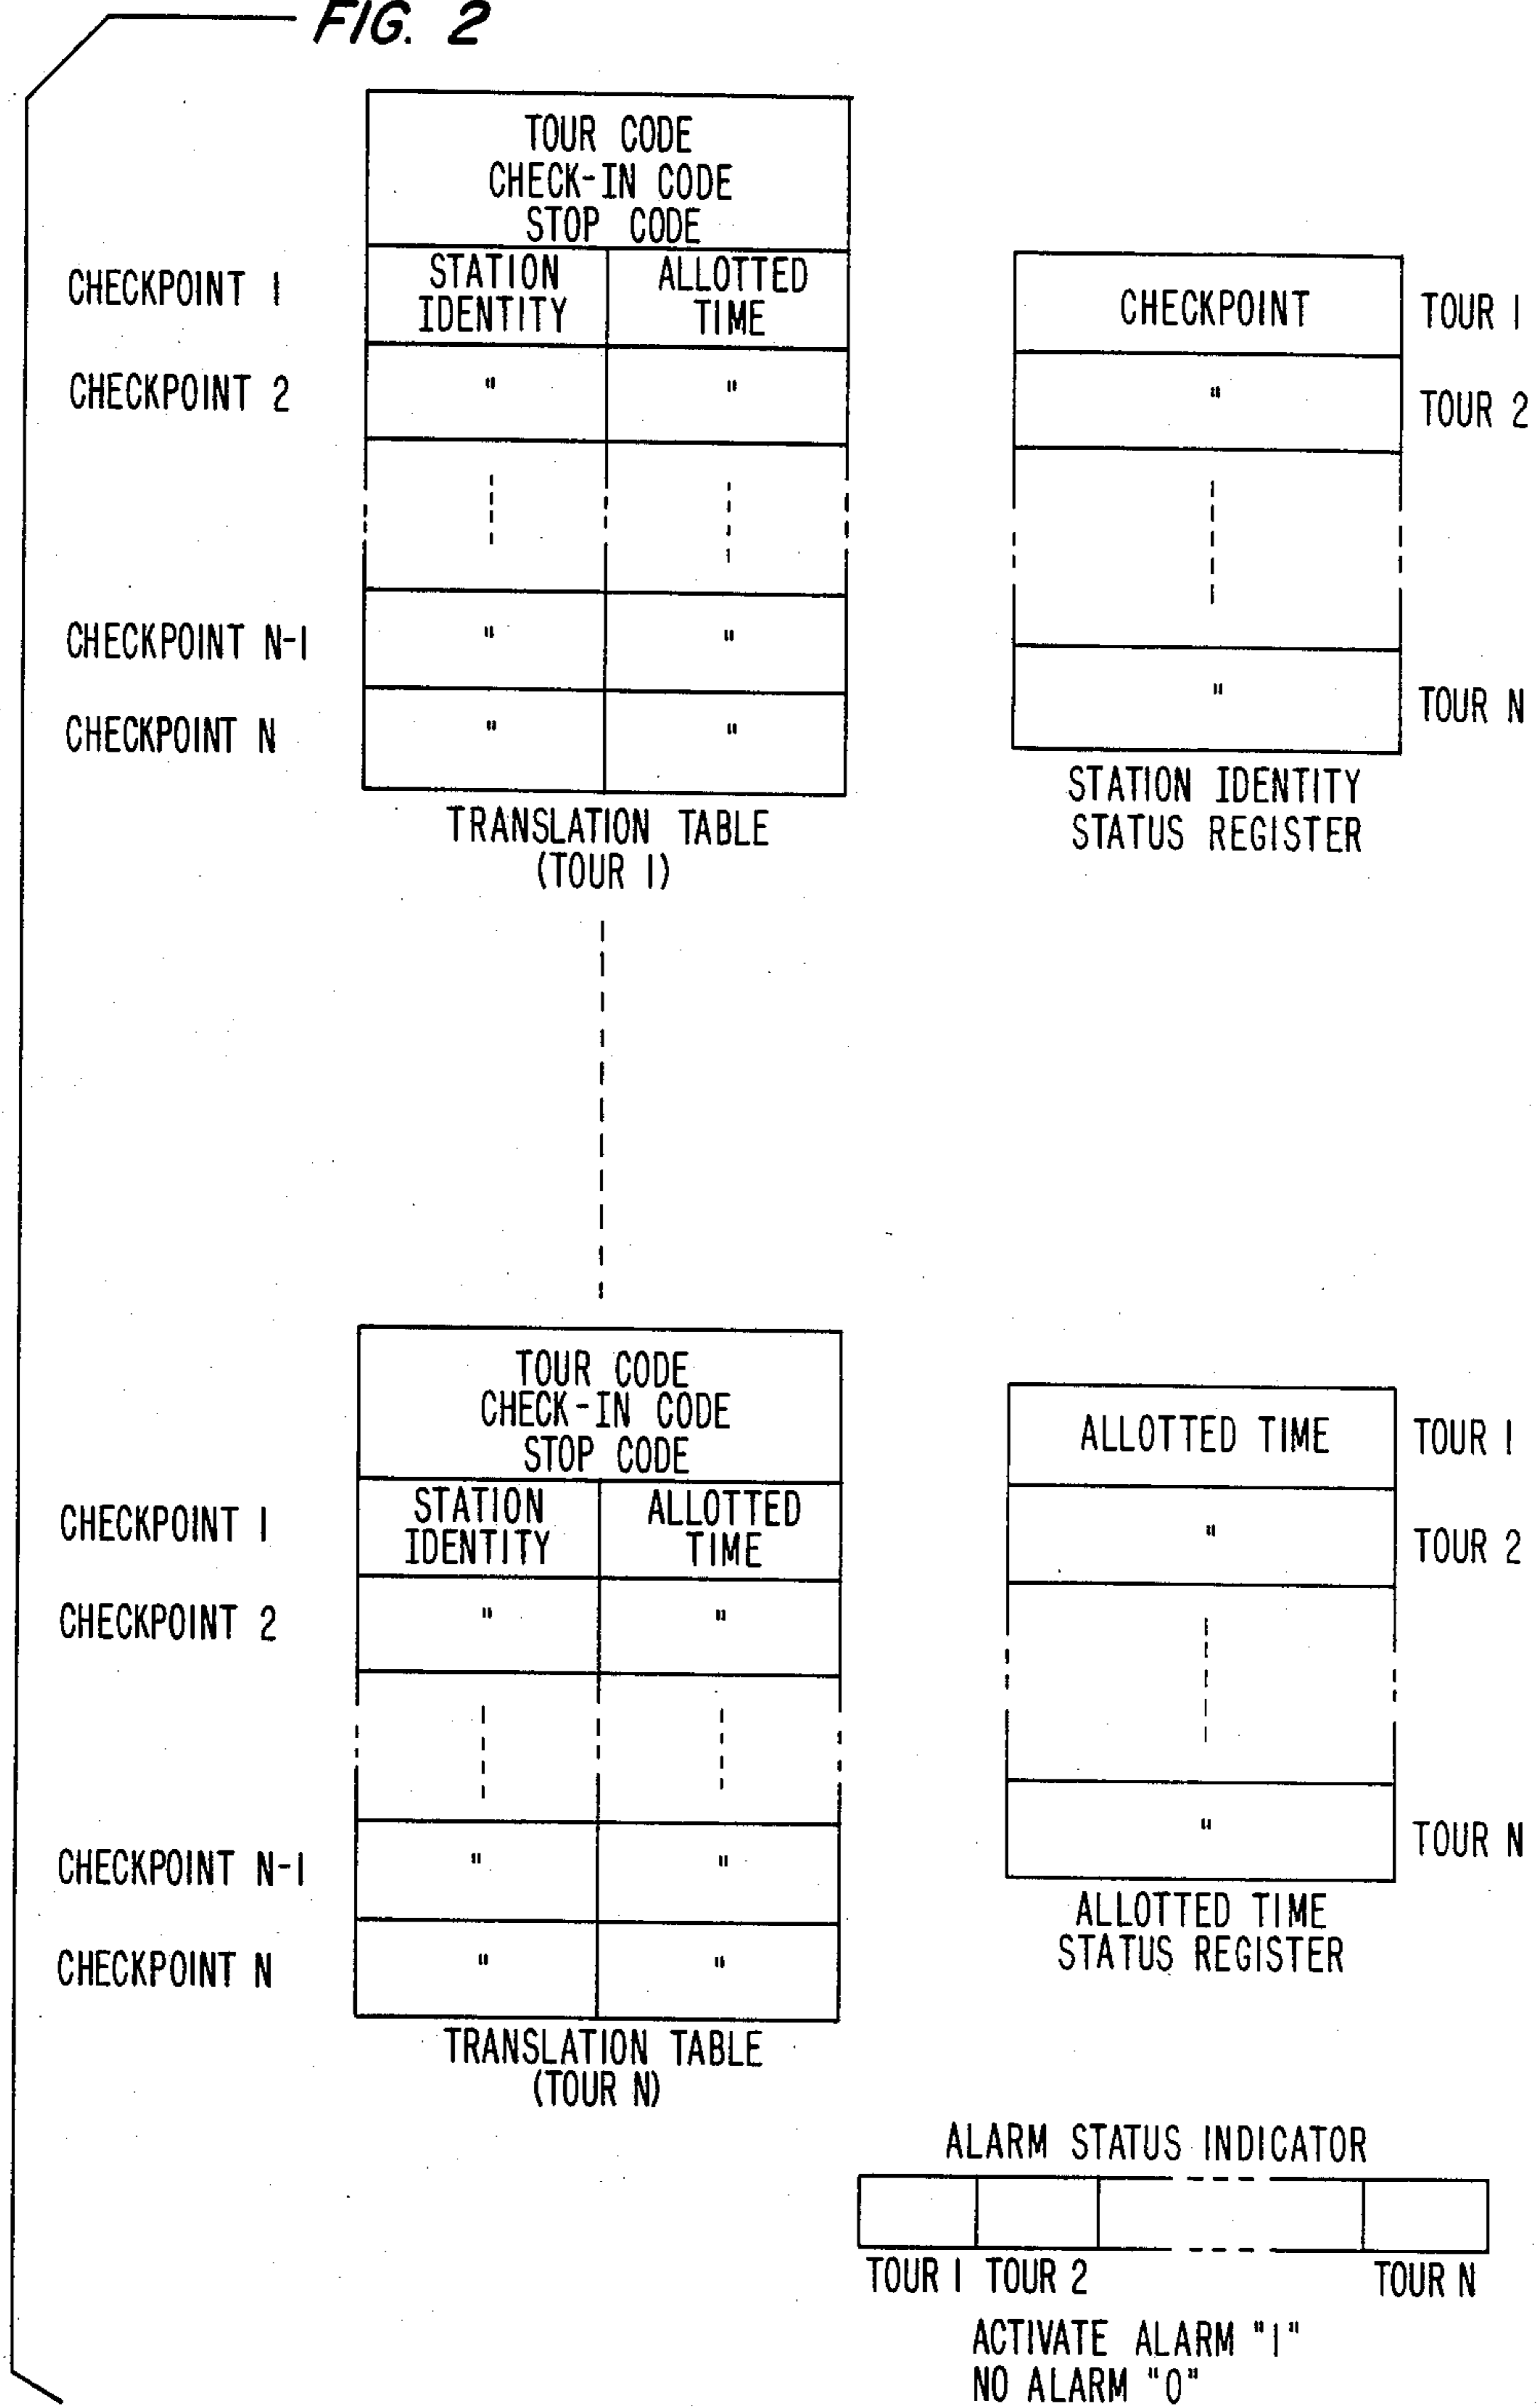 FIG. 2
TOUR CODE
CHECK-IN CODE
STOP CODE
CHECKPOINT 1
STATION IDENTITY
ALLOTTED TIME
CHECKPOINT 2
"
"
CHECKPOINT N-1
"
"
CHECKPOINT N
"
"
TRANSLATION TABLE
(TOUR 1)
CHECKPOINT
TOUR 1
"
TOUR 2
"
TOUR N
STATION IDENTITY
STATUS REGISTER
TOUR CODE
CHECK-IN CODE
STOP CODE
CHECKPOINT 1
STATION IDENTITY
ALLOTTED TIME
CHECKPOINT 2
"
"
CHECKPOINT N-1
"
"
CHECKPOINT N
"
"
TRANSLATION TABLE
(TOUR N)
ALLOTTED TIME
TOUR 1
"
TOUR 2
"
TOUR N
ALLOTTED TIME
STATUS REGISTER
ALARM STATUS INDICATOR
TOUR 1 TOUR 2 TOUR N
ACTIVATE ALARM "1"
NO ALARM "0"